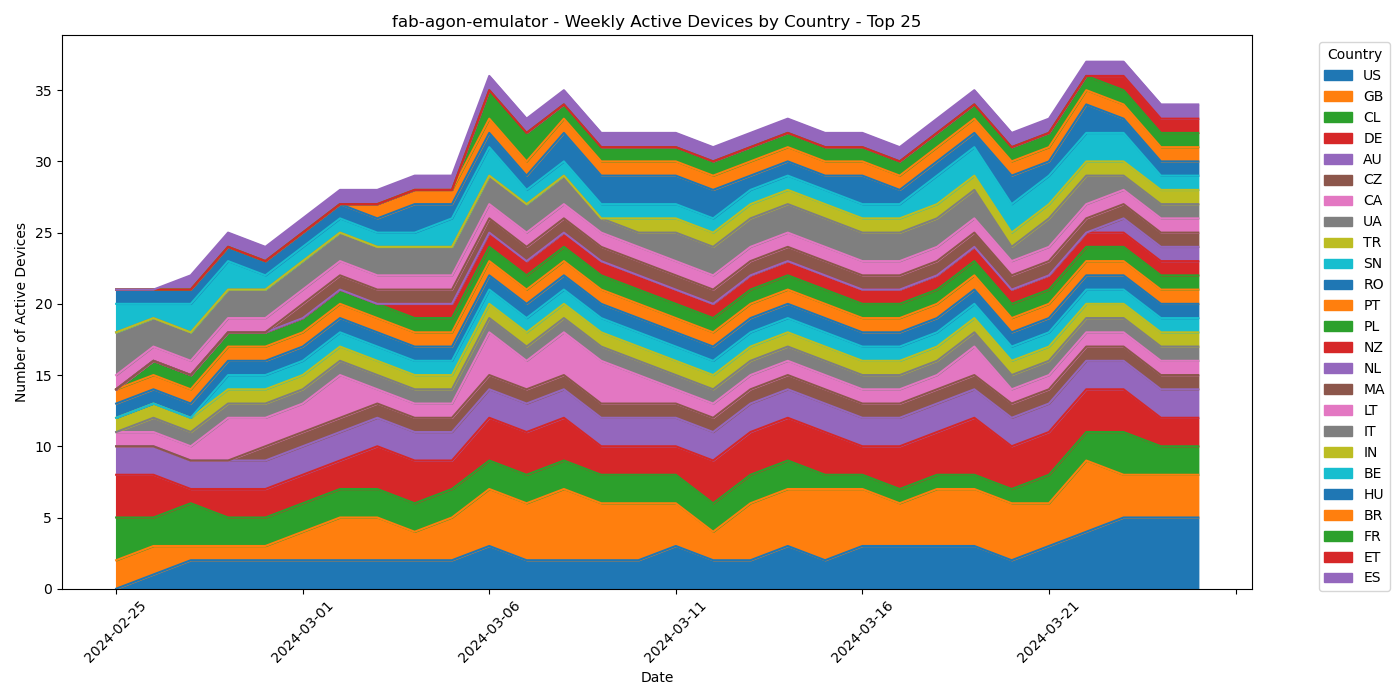 fab-agon-emulator - Weekly Active Devices by Country - Top 25
Number of Active Devices
35
30
25
20
15
10
5
0
2024-02-25
2024-03-01
2024-03-06
2024-03-11
2024-03-16
2024-03-21
Date
Country
US
GB
CL
DE
AU
CZ
CA
UA
TR
SN
RO
PT
PL
NZ
NL
MA
LT
IT
IN
BE
HU
BR
FR
ET
ES